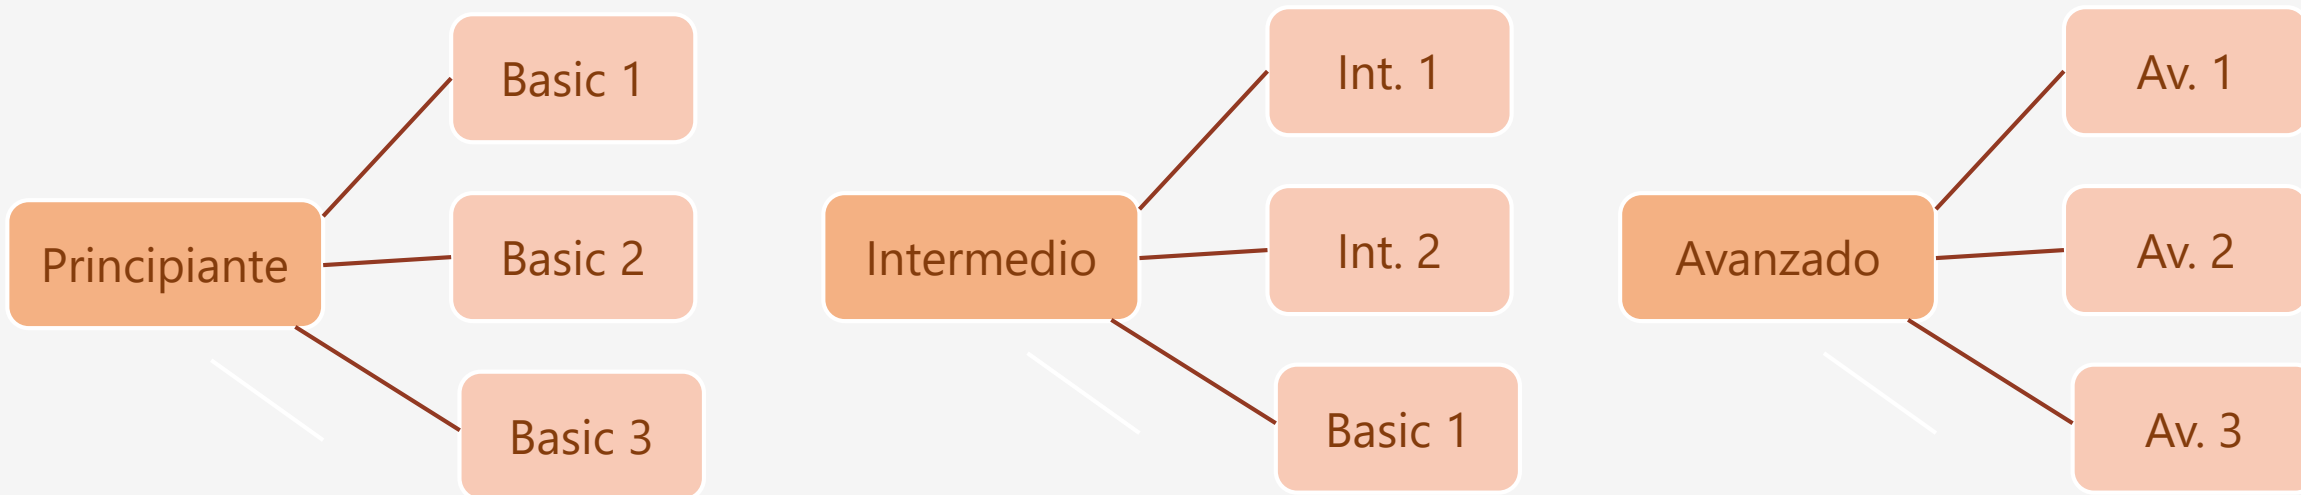 Principiante
Basic 1
Basic 2
Basic 3
Intermedio
Int. 1
Int. 2
Basic 1
Avanzado
Av. 1
Av. 2
Av. 3